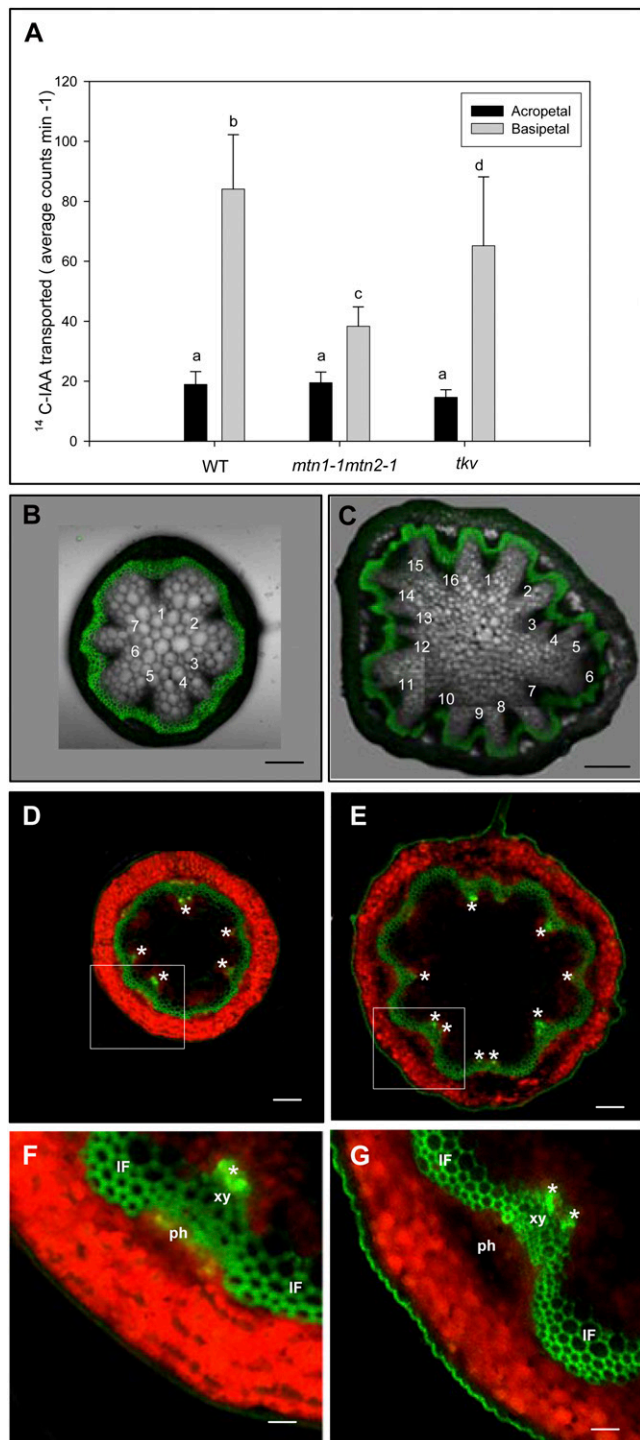 A
120
100
80
60
40
20
0
14 C-IAA transported ( average counts min -1)
Acropetal
Basipetal
a
b
a
c
a
d
WT
mtn1-1mtn2-1
tkv
B
1
2
3
4
5
6
7
C
1
2
3
4
5
6
7
8
9
10
11
12
13
14
15
16
D
*
*
*
*
*
*
E
*
*
*
*
*
*
*
**
F
IF
*
xy
ph
IF
G
IF
*
xy
*
ph
IF